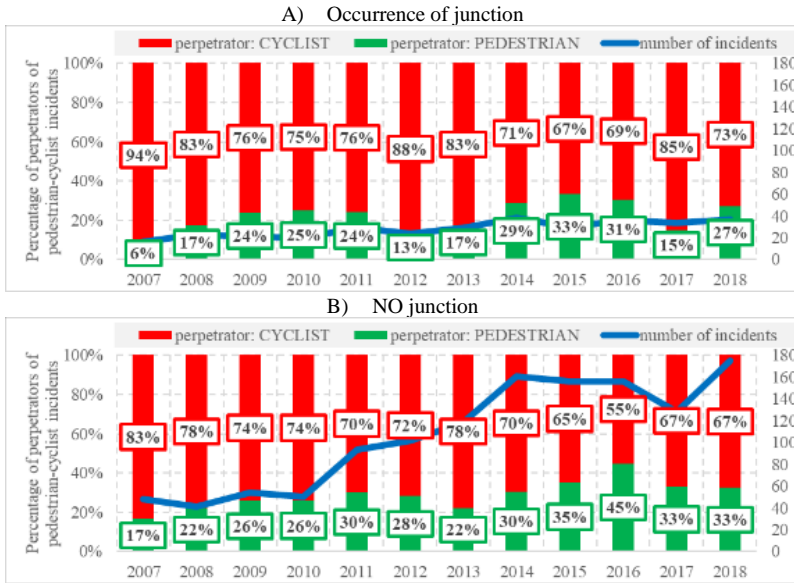 A) Occurrence of junction
perpetrator: CYCLIST perpetrator: PEDESTRIAN number of incidents
Percentage of perpetrators of
pedestrian-cyclist incidents
100% 180
160
80% 140
120
60% 100
80
40% 60
20% 40
20
0% 0
94% 83% 76% 75% 76% 88% 83% 71% 67% 69% 85% 73%
6% 17% 24% 25% 24% 13% 17% 29% 33% 31% 15% 27%
2007 2008 2009 2010 2011 2012 2013 2014 2015 2016 2017 2018
B) NO junction
perpetrator: CYCLIST perpetrator: PEDESTRIAN number of incidents
Percentage of perpetrators of
pedestrian-cyclist incidents
100% 180
160
80% 140
120
60% 100
80
40% 60
20% 40
20
0% 0
83% 78% 74% 74% 70% 72% 78% 70% 65% 55% 67% 67%
17% 22% 26% 26% 30% 28% 22% 30% 35% 45% 33% 33%
2007 2008 2009 2010 2011 2012 2013 2014 2015 2016 2017 2018